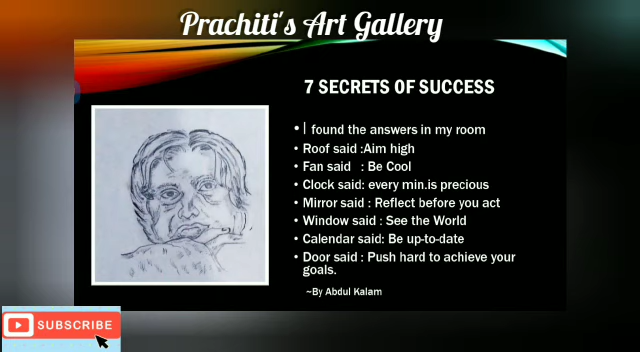 Prachiti's Art Gallery
7 SECRETS OF SUCCESS
• I found the answers in my room
• Roof said :Aim high
• Fan said : Be Cool
• Clock said: every min.is precious
• Mirror said : Reflect before you act
• Window said : See the World
• Calendar said: Be up-to-date
• Door said : Push hard to achieve your
goals.
~By Abdul Kalam
SUBSCRIBE